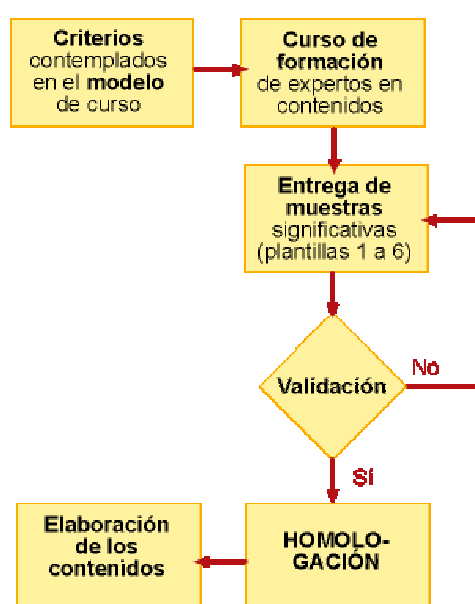 Criterios
contemplados
en el modelo
de curso
Curso de
formación
de expertos en
contenidos
Entrega de
muestras
significativas
(plantillas 1 a 6)
Validación
No
Sí
HOMOLO-
GACIÓN
Elaboración
de los
contenidos